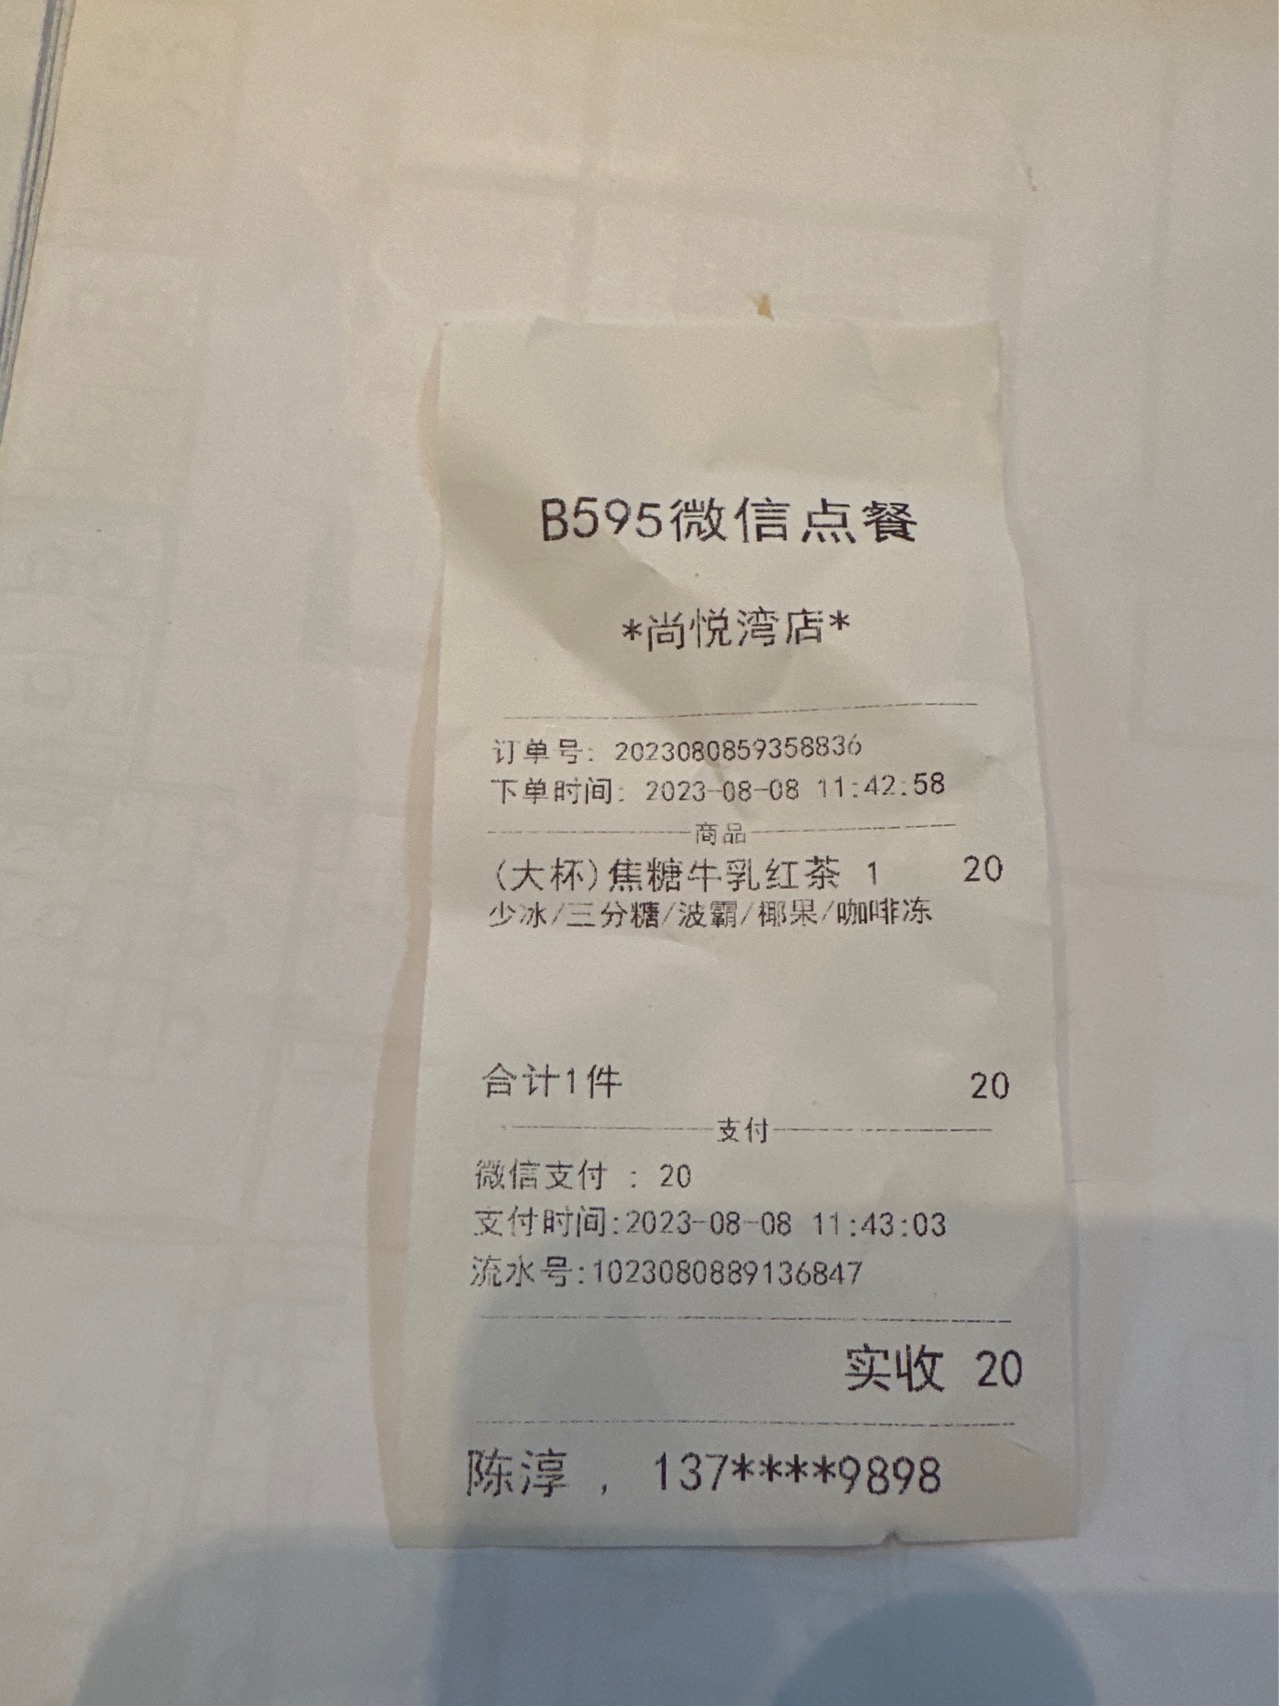 B595微信点餐
*尚悦湾店*
订单号: 2023080859358836
下单时间: 2023-08-08 11:42:58
商品
(大杯)焦糖牛乳红茶 1 20
少冰/三分糖/波霸/椰果/咖啡冻
合计1件 20
支付
微信支付 : 20
支付时间:2023-08-08 11:43:03
流水号:1023080889136847
实收 20
陈淳 , 137****9898